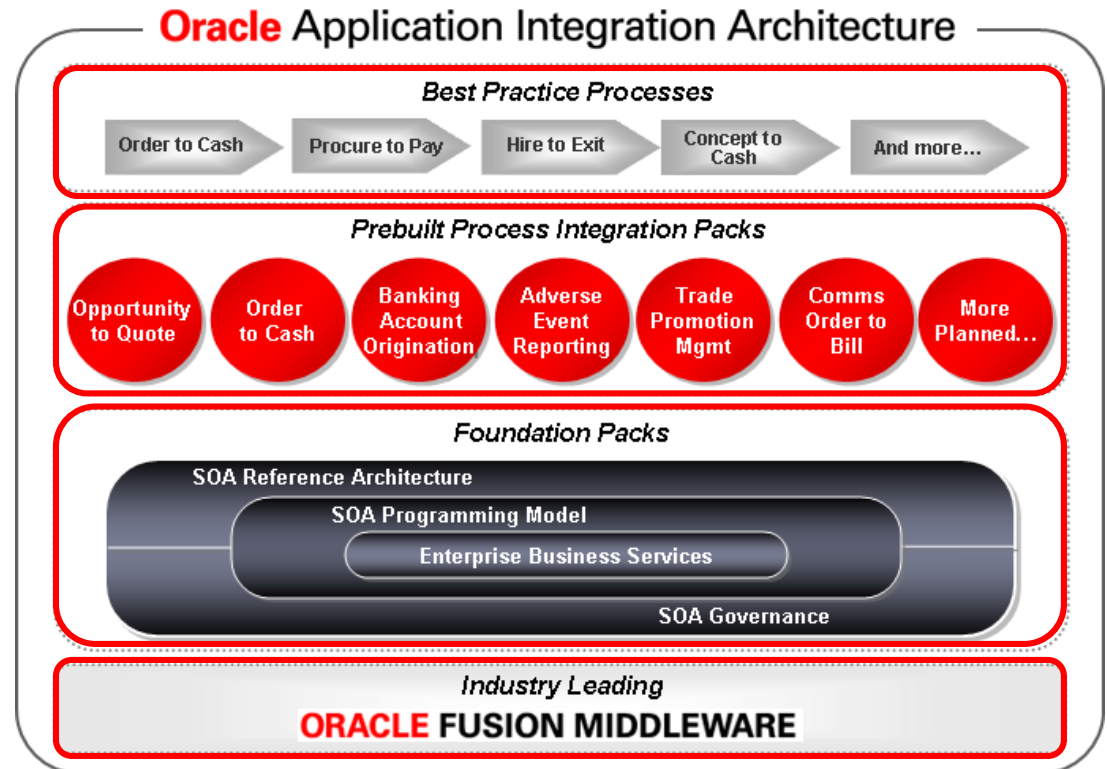 Oracle Application Integration Architecture
Best Practice Processes
Order to Cash
Procure to Pay
Hire to Exit
Concept to
Cash
And more...
Prebuilt Process Integration Packs
Opportunity
to Quote
Order
to Cash
Banking
Account
Origination
Adverse
Event
Reporting
Trade
Promotion
Mgmt
Comms
Order to
Bill
More
Planned...
Foundation Packs
SOA Reference Architecture
SOA Programming Model
Enterprise Business Services
SOA Governance
Industry Leading
ORACLE FUSION MIDDLEWARE